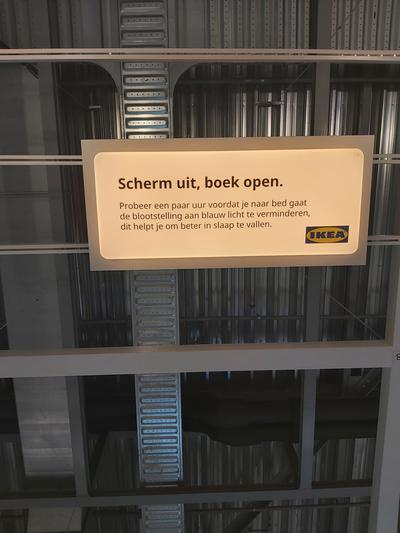 Scherm uit, boek open.
Probeer een paar uur voordat je naar bed gaat
de blootstelling aan blauw licht te verminderen,
dit helpt je om beter in slaap te vallen.
IKEA